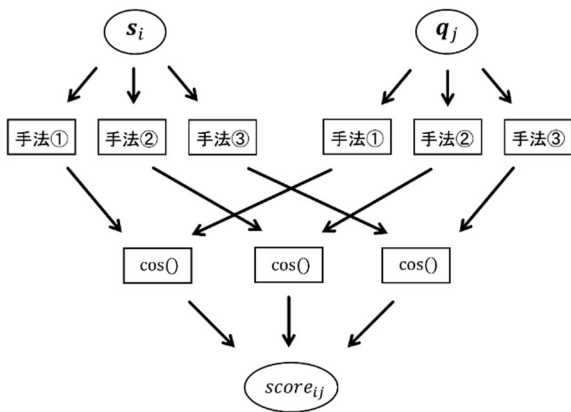 s_i q_j
手法① 手法② 手法③ 手法① 手法② 手法③
cos() cos() cos()
score_ij